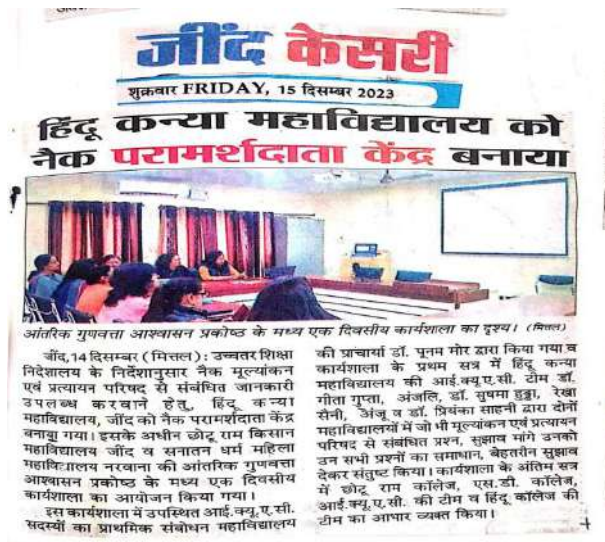 जींद केसरी
शुक्रवार FRIDAY, 15 दिसम्बर 2023
हिंदू कन्या महाविद्यालय को
नैक परामर्शदाता केंद्र बनाया
आंतरिक गुणवत्ता आश्वासन प्रकोष्ठ के मध्य एक दिवसीय कार्यशाला का दृश्य। (मित्तल)
जींद, 14 दिसम्बर (मित्तल) : उच्चतर शिक्षा
निदेशालय के निर्देशानुसार नैक मूल्यांकन
एवं प्रत्यायन परिषद से संबंधित जानकारी
उपलब्ध करवाने हेतु, हिंदू कन्या
महाविद्यालय, जींद को नैक परामर्शदाता केंद्र
बनाया गया। इसके अधीन छोटू राम किसान
महाविद्यालय जींद व सनातन धर्म महिला
महाविद्यालय नरवाना की आंतरिक गुणवत्ता
आश्वासन प्रकोष्ठ के मध्य एक दिवसीय
कार्यशाला का आयोजन किया गया।
इस कार्यशाला में उपस्थित आई.क्यू.ए.सी.
सदस्यों का प्राथमिक संबोधन महाविद्यालय
की प्राचार्या डॉ. पूनम मोर द्वारा किया गया व
कार्यशाला के प्रथम सत्र में हिंदू कन्या
महाविद्यालय की आई.क्यू.ए.सी. टीम डॉ.
गीता गुप्ता, अंजलि, डॉ. सुषमा हुड्डा, रेखा
सैनी, अंजू व डॉ. प्रियंका साहनी द्वारा दोनों
महाविद्यालयों में जो भी मूल्यांकन एवं प्रत्यायन
परिषद से संबंधित प्रश्न, सुझाव मांगे उनको
उन सभी प्रश्नों का समाधान, बेहतरीन सुझाव
देकर संतुष्ट किया। कार्यशाला के अंतिम सत्र
में छोटू राम कॉलेज, एस.डी. कॉलेज,
आई.क्यू.ए.सी. की टीम व हिंदू कॉलेज की
टीम का आभार व्यक्त किया।